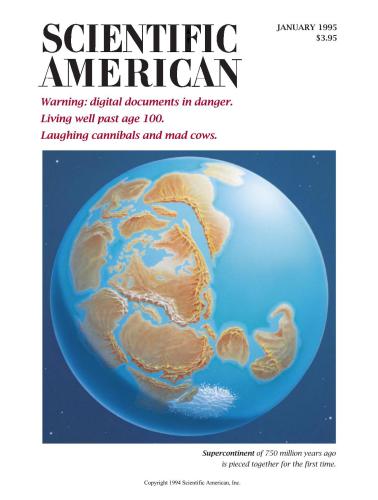 SCIENTIFIC
AMERICAN
JANUARY 1995
$3.95
Warning: digital documents in danger.
Living well past age 100.
Laughing cannibals and mad cows.
Supercontinent of 750 million years ago
is pieced together for the first time.
Copyright 1994 Scientific American, Inc.